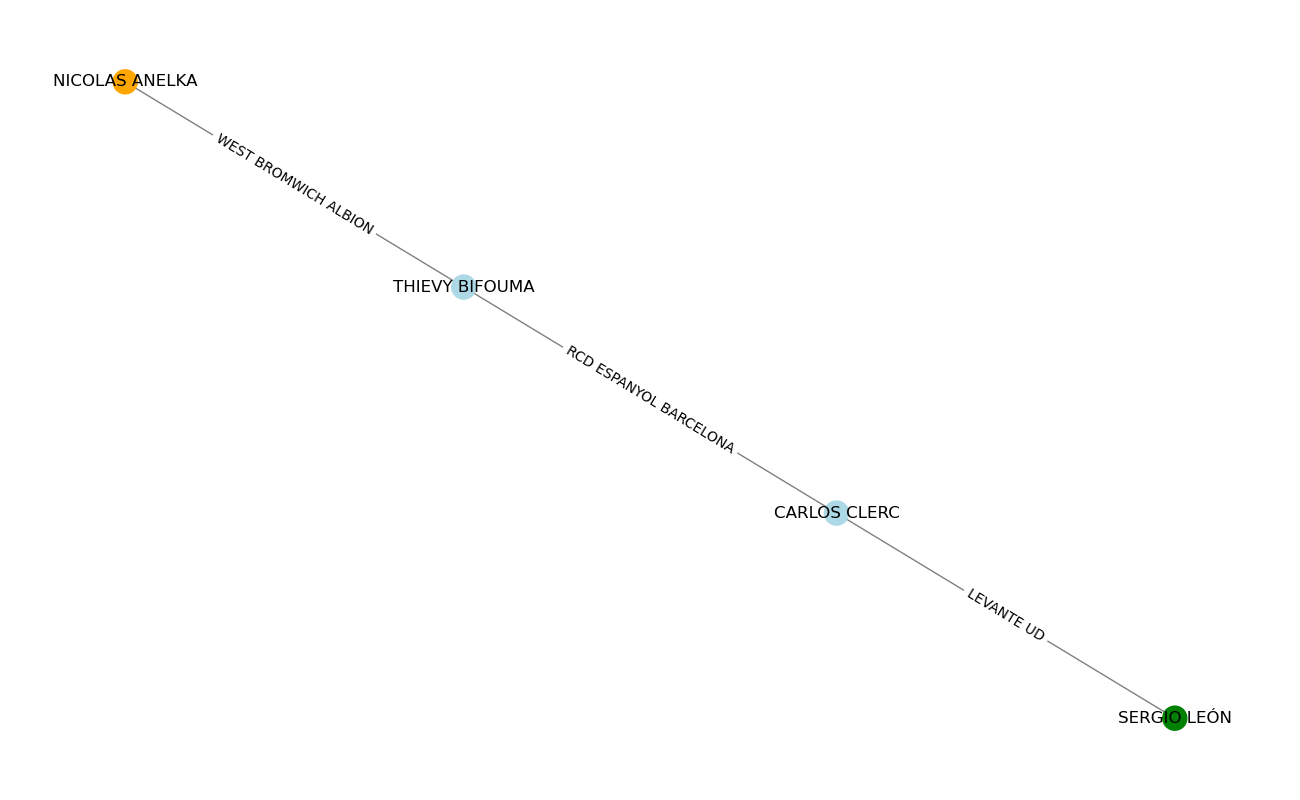 NICOLAS ANELKA
WEST BROMWICH ALBION
THIEVY BIFOUMA
RCD ESPANYOL BARCELONA
CARLOS CLERC
LEVANTE UD
SERGIO LEÓN